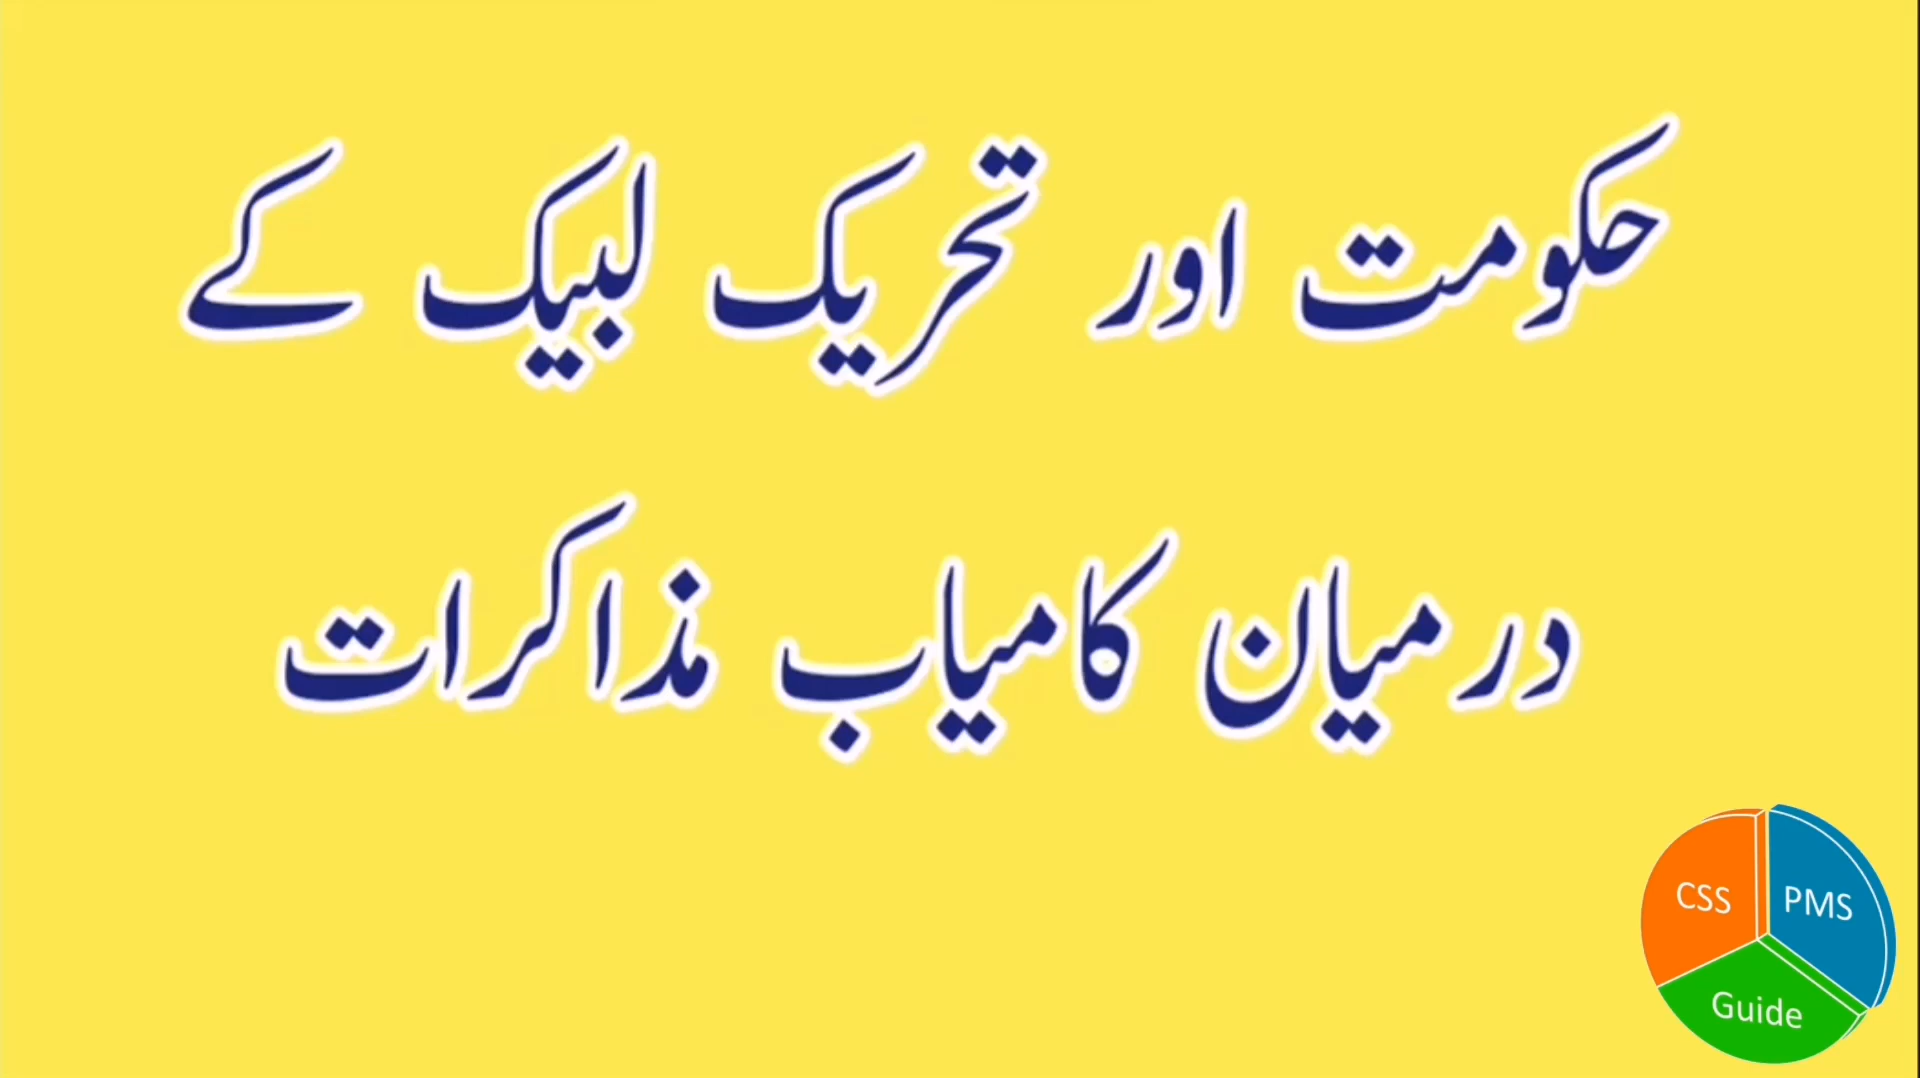 حکومت اور تحریک لبیک کے
درمیان کامیاب مذاکرات
CSS
PMS
Guide